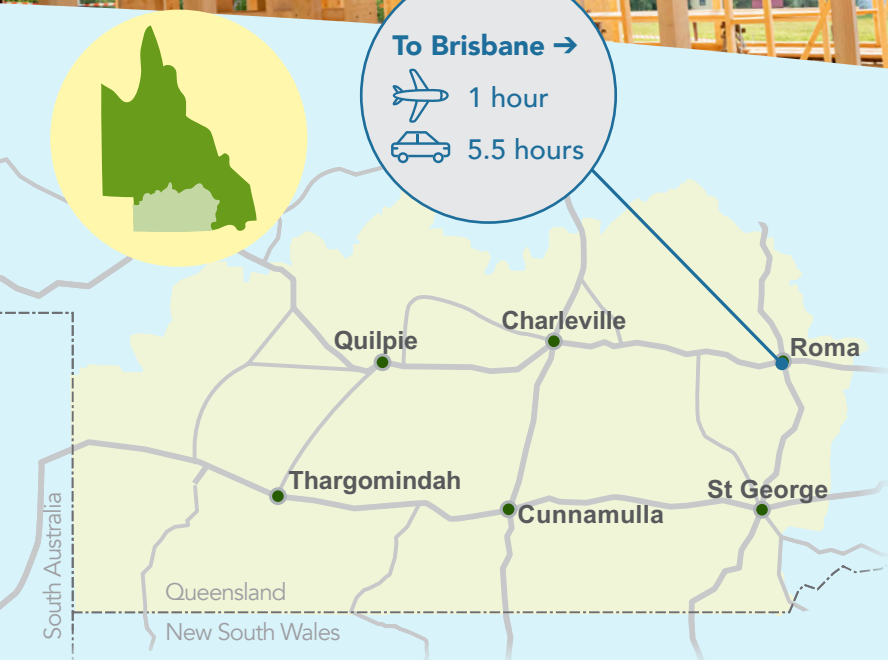 To Brisbane →
1 hour
5.5 hours
Charleville
Quilpie
Roma
Thargomindah
St George
Cunnamulla
South Australia
Queensland
New South Wales